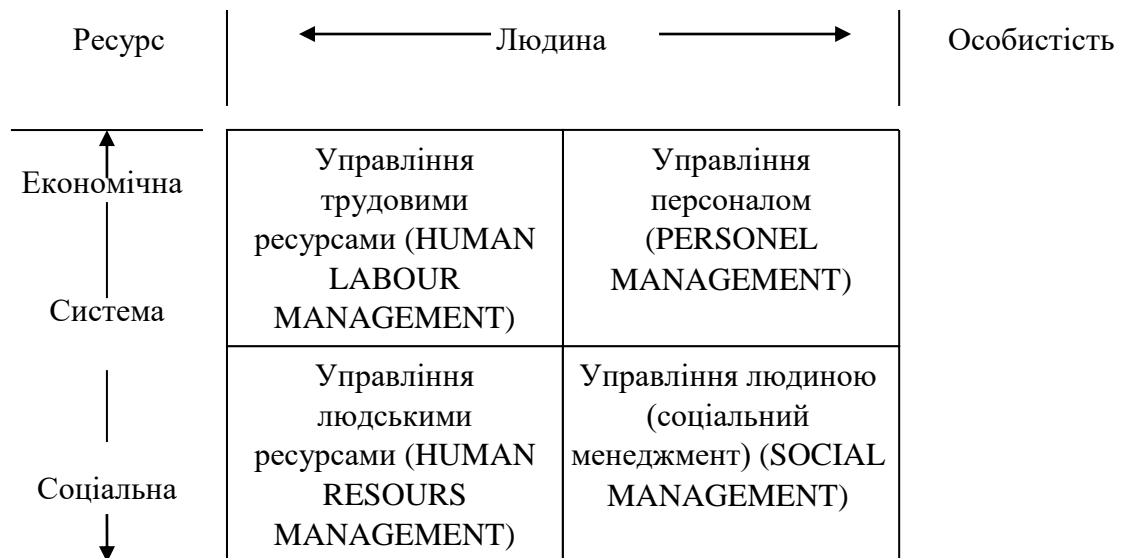 Ресурс Людина Особистість
Економічна
Система
Соціальна
Управління
трудовими
ресурсами (HUMAN
LABOUR
MANAGEMENT)
Управління
персоналом
(PERSONEL
MANAGEMENT)
Управління
людськими
ресурсами (HUMAN
RESOURS
MANAGEMENT)
Управління людиною
(соціальний
менеджмент) (SOCIAL
MANAGEMENT)